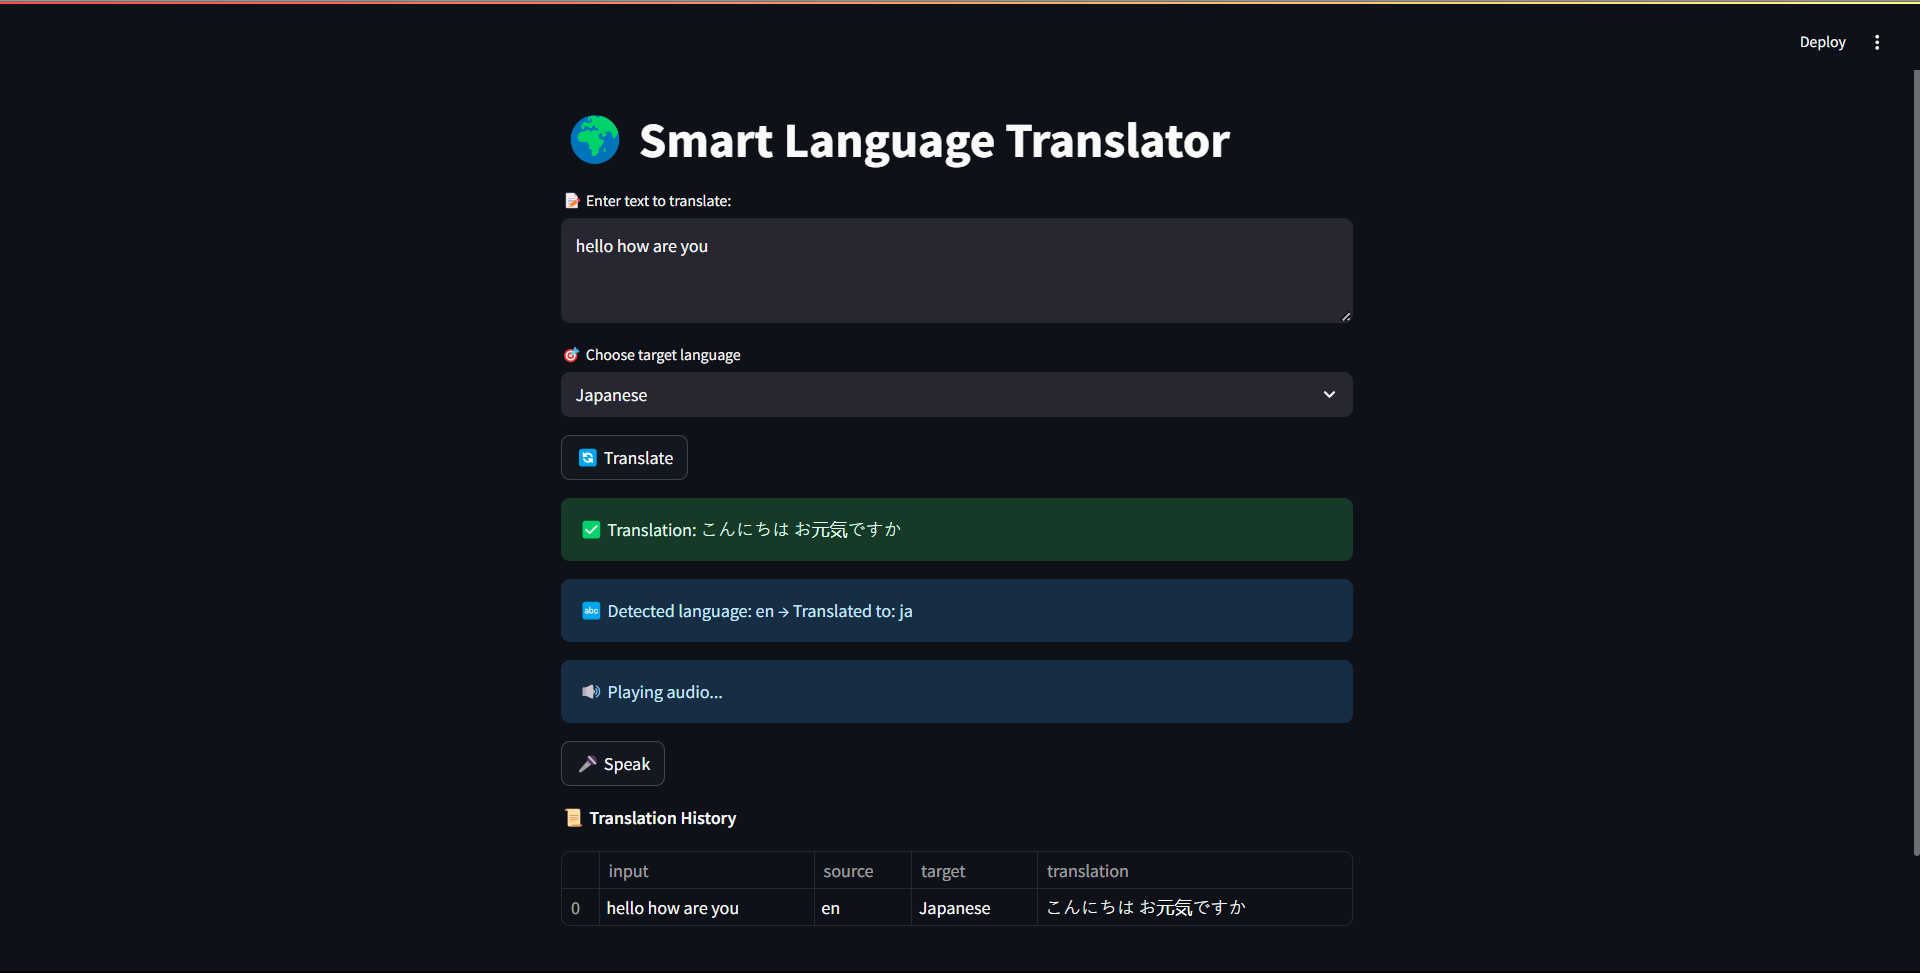 Deploy
Smart Language Translator
Enter text to translate:
hello how are you
Choose target language
Japanese
Translate
Translation: こんにちは お元気ですか
abc Detected language: en → Translated to: ja
Playing audio...
Speak
Translation History
input source target translation
0 hello how are you en Japanese こんにちは お元気ですか